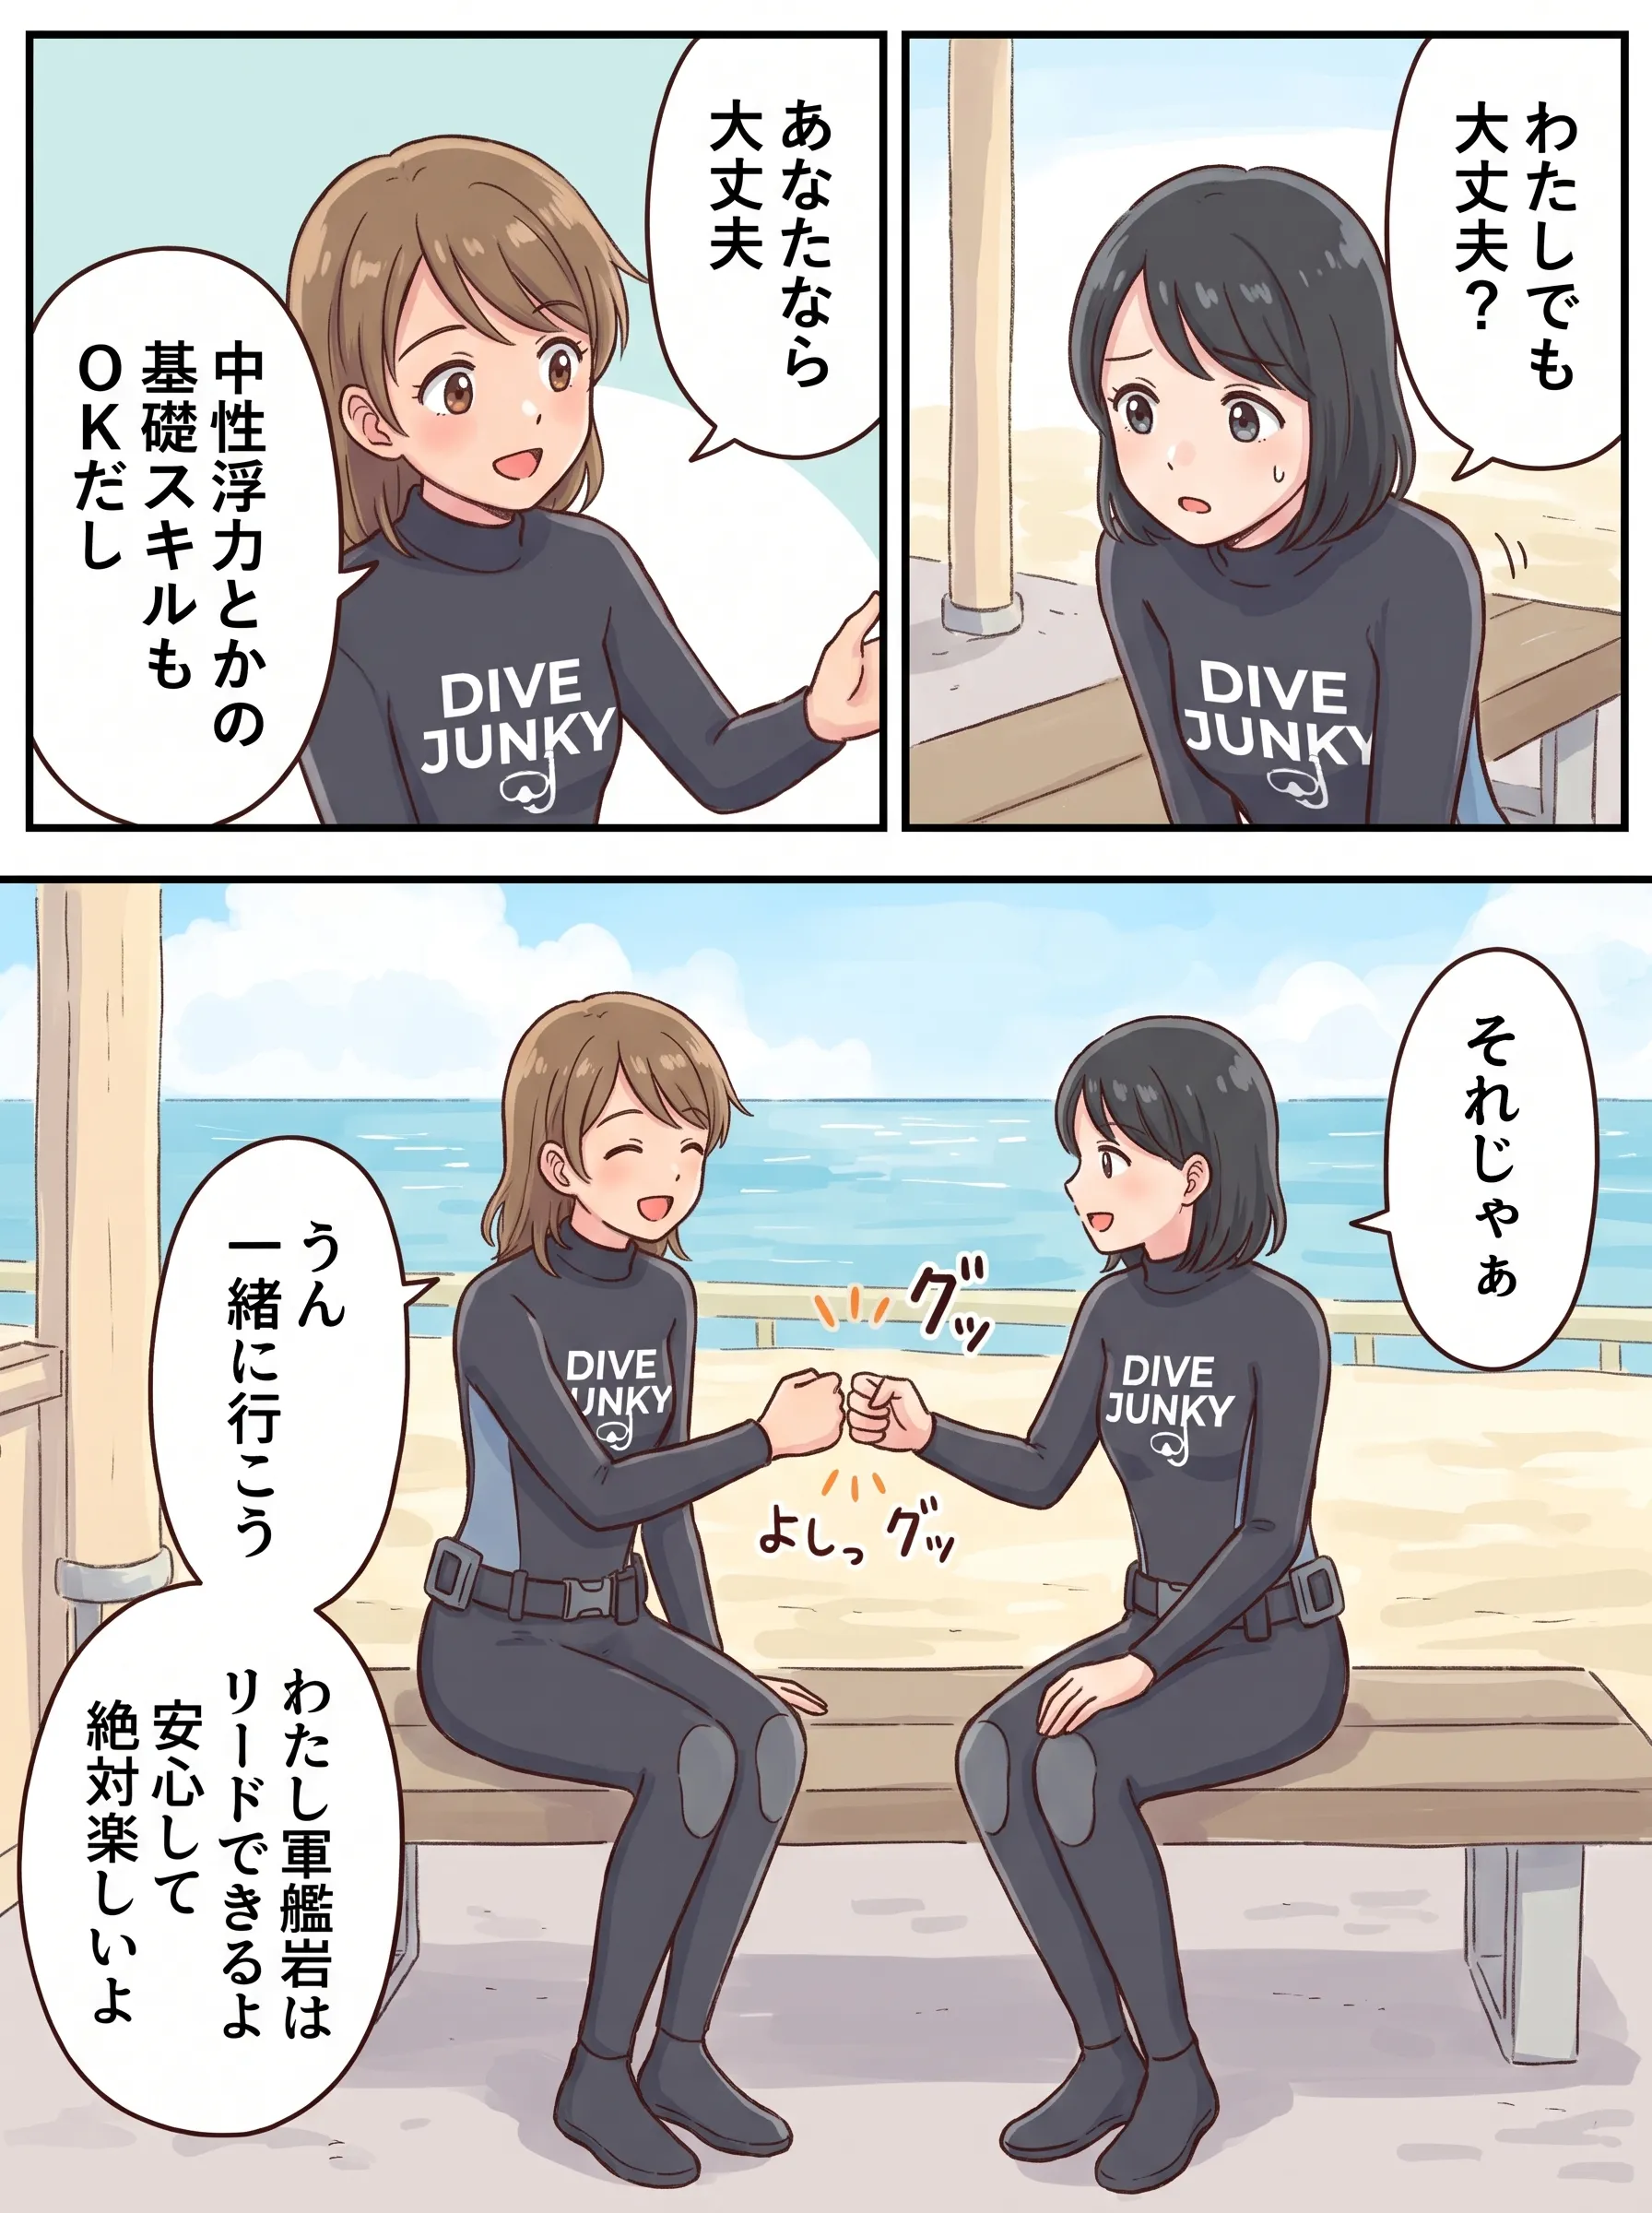 わたしでも
大丈夫?
DIVE
JUNKY
あなたなら
大丈夫
中性浮力とかの
基礎スキルも
OKだし
DIVE
JUNKY
それじゃぁ
グッ
うん
一緒に行こう
わたし軍艦岩は
リードできるよ
安心して
絶対楽しいよ
よしっ
グッ
DIVE
JUNKY
DIVE
UNKY